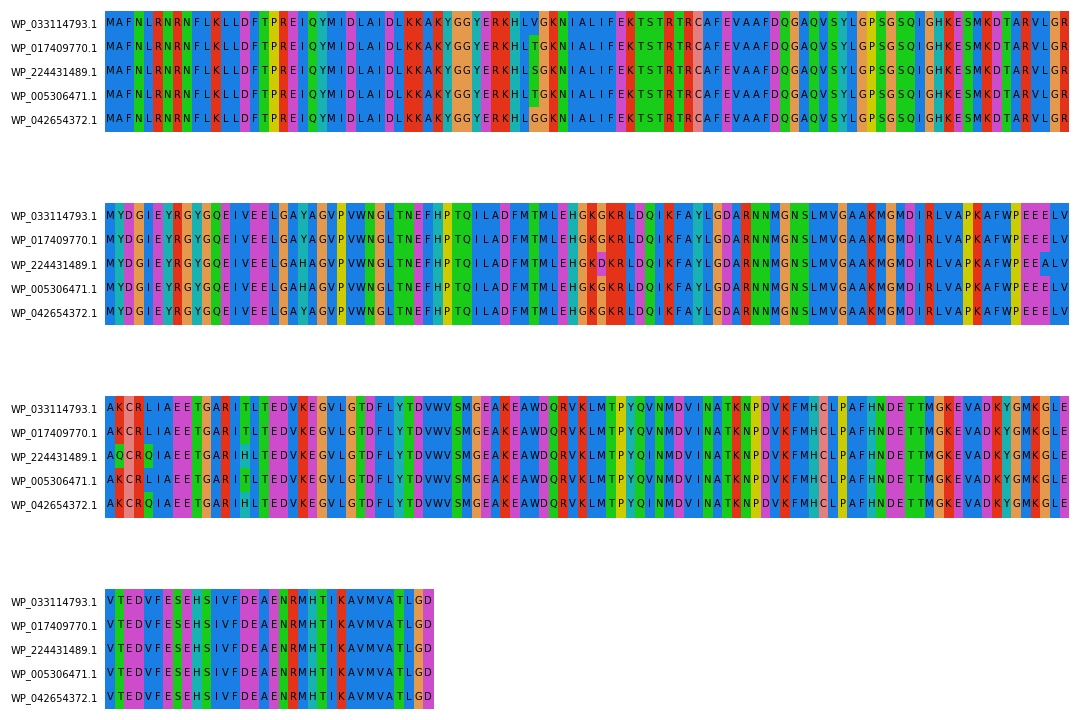 WP_033114793.1 MAFNLRNRNFLKLLDFTPREIQYMIDLAIDLKKAKYGGYERKHLVGKNIALIFEKTSTRTRCAFEVAAFDQGAQVSYLGPSGSQIGHKESMKDTARVLGR
WP_017409770.1 MAFNLRNRNFLKLLDFTPREIQYMIDLAIDLKKAKYGGYERKHLTGKNIALIFEKTSTRTRCAFEVAAFDQGAQVSYLGPSGSQIGHKESMKDTARVLGR
WP_224431489.1 MAFNLRNRNFLKLLDFTPREIQYMIDLAIDLKKAKYGGYERKHLSGKNIALIFEKTSTRTRCAFEVAAFDQGAQVSYLGPSGSQIGHKESMKDTARVLGR
WP_005306471.1 MAFNLRNRNFLKLLDFTPREIQYMIDLAIDLKKAKYGGYERKHLTGKNIALIFEKTSTRTRCAFEVAAFDQGAQVSYLGPSGSQIGHKESMKDTARVLGR
WP_042654372.1 MAFNLRNRNFLKLLDFTPREIQYMIDLAIDLKKAKYGGYERKHLGGKNIALIFEKTSTRTRCAFEVAAFDQGAQVSYLGPSGSQIGHKESMKDTARVLGR
WP_033114793.1 MYDGIEYRGYGQEIVEELGAYAGVPVWNGLTNEFHPTQILADFMTMLEHGKGKRLDQIKFAYLGDARNNMGNSLMVGAAKMGMDIRLVAPKAFWPEEELV
WP_017409770.1 MYDGIEYRGYGQEIVEELGAYAGVPVWNGLTNEFHPTQILADFMTMLEHGKGKRLDQIKFAYLGDARNNMGNSLMVGAAKMGMDIRLVAPKAFWPEEELV
WP_224431489.1 MYDGIEYRGYGQEIVEELGAHAGVPVWNGLTNEFHPTQILADFMTMLEHGKDKRLDQIKFAYLGDARNNMGNSLMVGAAKMGMDIRLVAPKAFWPEEALV
WP_005306471.1 MYDGIEYRGYGQEIVEELGAHAGVPVWNGLTNEFHPTQILADFMTMLEHGKGKRLDQIKFAYLGDARNNMGNSLMVGAAKMGMDIRLVAPKAFWPEEELV
WP_042654372.1 MYDGIEYRGYGQEIVEELGAYAGVPVWNGLTNEFHPTQILADFMTMLEHGKGKRLDQIKFAYLGDARNNMGNSLMVGAAKMGMDIRLVAPKAFWPEEELV
WP_033114793.1 AKCRLIAEETGARITLTEDVKEGVLGTDFLYTDVWVSMGEAKEAWDQRVKLMTPYQVNMDVINATKNPDVKFMHCLPAFHNDETTMGKEVADKYGMKGLE
WP_017409770.1 AKCRLIAEETGARITLTEDVKEGVLGTDFLYTDVWVSMGEAKEAWDQRVKLMTPYQVNMDVINATKNPDVKFMHCLPAFHNDETTMGKEVADKYGMKGLE
WP_224431489.1 AQCRQIAEETGARIHLTEDVKEGVLGTDFLYTDVWVSMGEAKEAWDQRVKLMTPYQINMDVINATKNPDVKFMHCLPAFHNDETTMGKEVADKYGMKGLE
WP_005306471.1 AKCRLIAEETGARITLTEDVKEGVLGTDFLYTDVWVSMGEAKEAWDQRVKLMTPYQVNMDVINATKNPDVKFMHCLPAFHNDETTMGKEVADKYGMKGLE
WP_042654372.1 AKCRQIAEETGARIHLTEDVKEGVLGTDFLYTDVWVSMGEAKEAWDQRVKLMTPYQINMDVINATKNPDVKFMHCLPAFHNDETTMGKEVADKYGMKGLE
WP_033114793.1 VTEDVFESEHSIVFDEAENRMHTIKAVMVATLGD
WP_017409770.1 VTEDVFESEHSIVFDEAENRMHTIKAVMVATLGD
WP_224431489.1 VTEDVFESEHSIVFDEAENRMHTIKAVMVATLGD
WP_005306471.1 VTEDVFESEHSIVFDEAENRMHTIKAVMVATLGD
WP_042654372.1 VTEDVFESEHSIVFDEAENRMHTIKAVMVATLGD